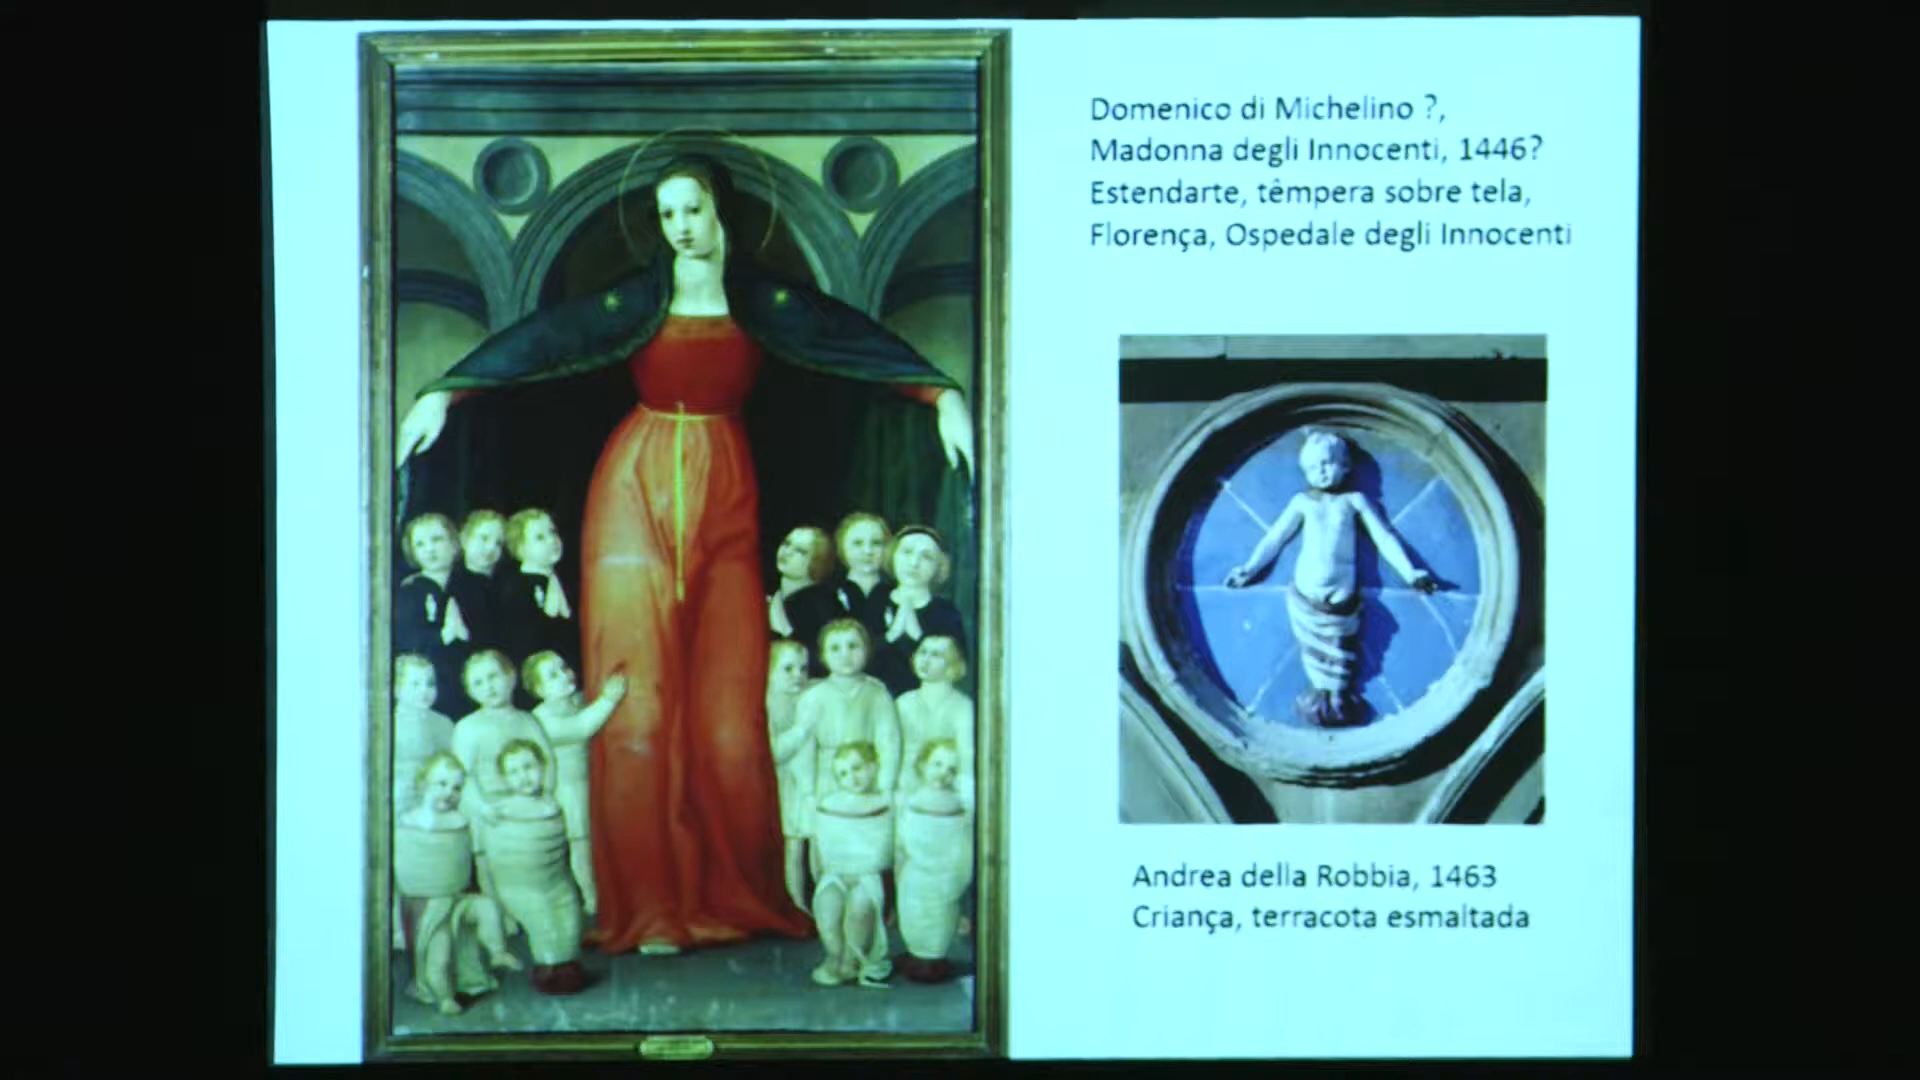 Domenico di Michelino ?,
Madonna degli Innocenti, 1446?
Estendarte, têmpera sobre tela,
Florença, Ospedale degli Innocenti
Andrea della Robbia, 1463
Criança, terracota esmaltada